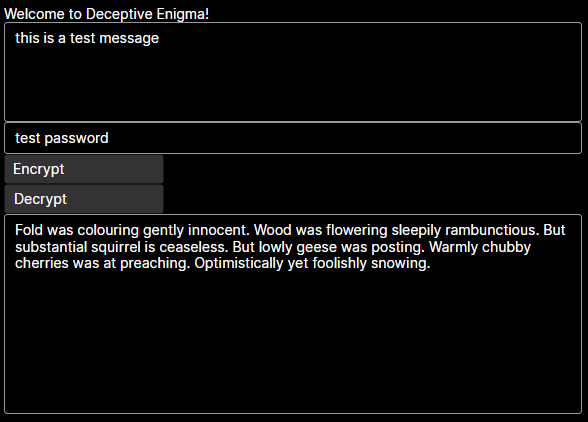 Welcome to Deceptive Enigma!
this is a test message
test password
Encrypt
Decrypt
Fold was colouring gently innocent. Wood was flowering sleepily rambunctious. But
substantial squirrel is ceaseless. But lowly geese was posting. Warmly chubby
cherries was at preaching. Optimistically yet foolishly snowing.